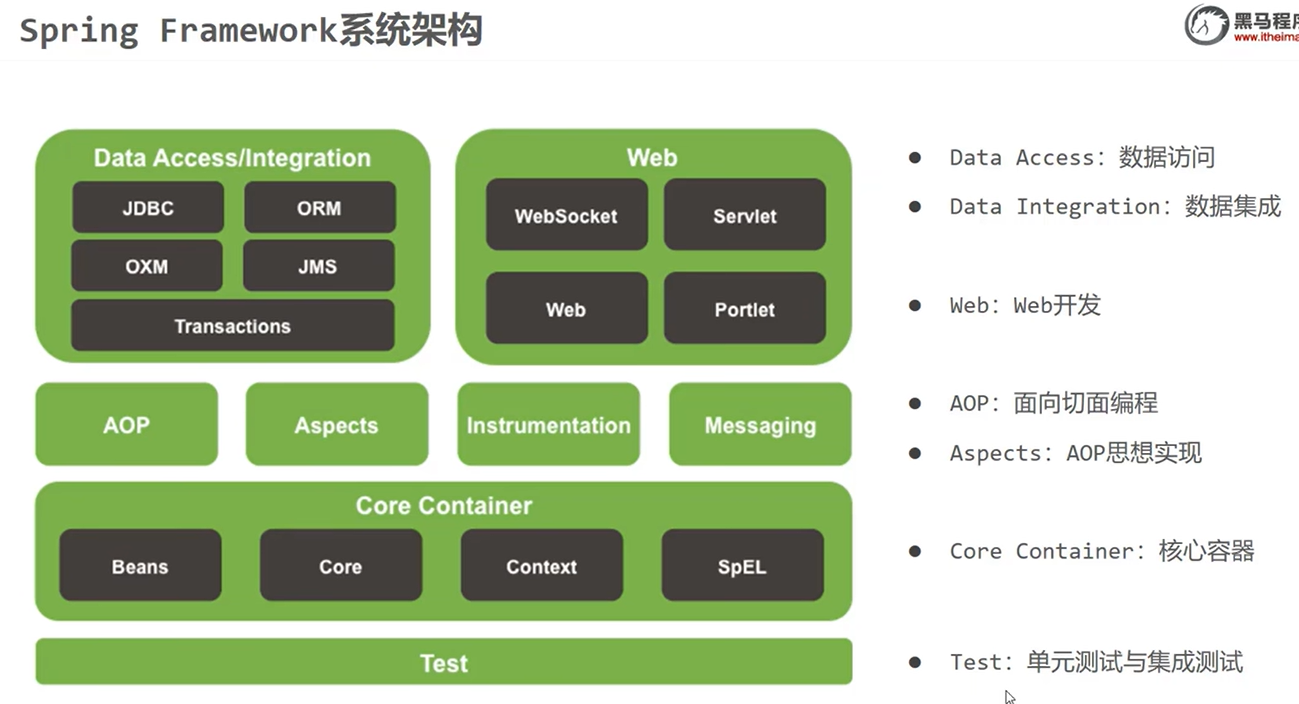 Spring Framework系统架构
黑马程序
www.itheima
Data Access/Integration
JDBC
ORM
OXM
JMS
Transactions
Web
WebSocket
Servlet
Web
Portlet
AOP
Aspects
Instrumentation
Messaging
Core Container
Beans
Core
Context
SpEL
Test
● Data Access: 数据访问
● Data Integration: 数据集成
● Web: Web开发
● AOP: 面向切面编程
● Aspects: AOP思想实现
● Core Container: 核心容器
● Test: 单元测试与集成测试